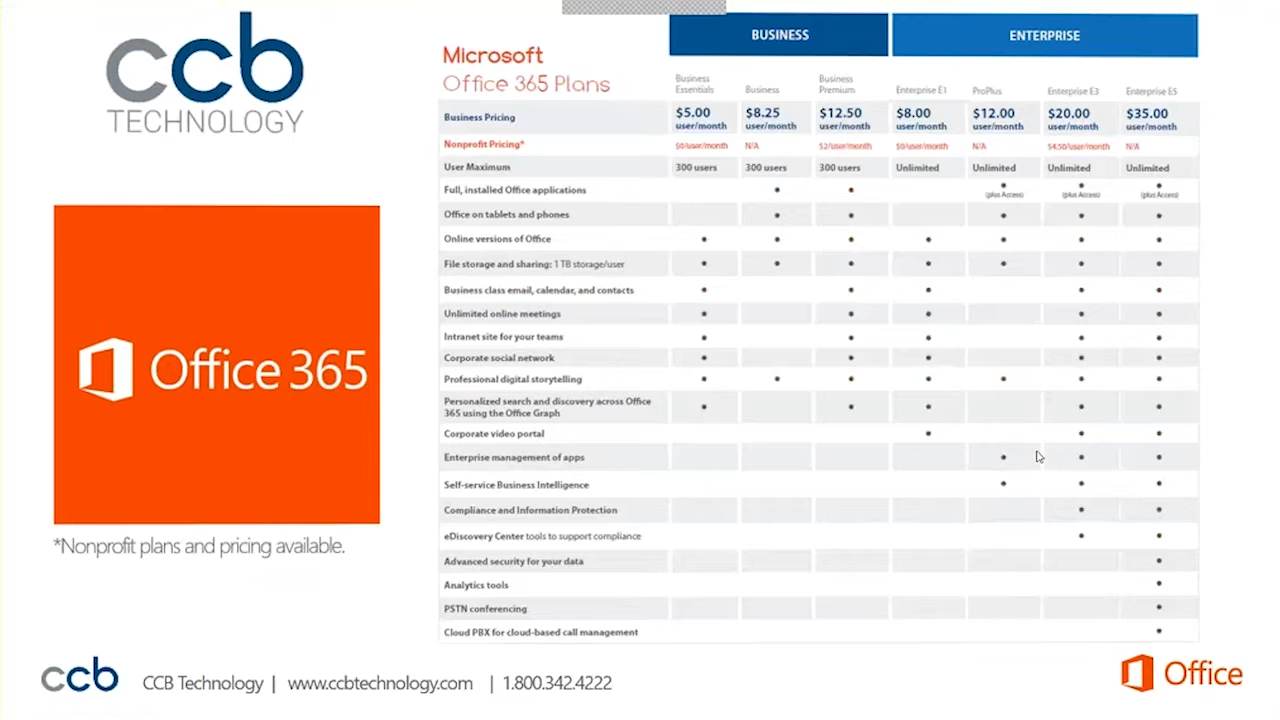 ccb
TECHNOLOGY
Office 365
*Nonprofit plans and pricing available.
Microsoft
Office 365 Plans
BUSINESS
ENTERPRISE
Business Essentials
Business
Business Premium
Enterprise E1
ProPlus
Enterprise E3
Enterprise E5
Business Pricing $5.00 user/month $8.25 user/month $12.50 user/month $8.00 user/month $12.00 user/month $20.00 user/month $35.00 user/month
Nonprofit Pricing* $0/user/month N/A $2/user/month $0/user/month N/A $4.50/user/month N/A
User Maximum 300 users 300 users 300 users Unlimited Unlimited Unlimited Unlimited
Full, installed Office applications • • • (plus Access) • (plus Access) • (plus Access)
Office on tablets and phones • • • • •
Online versions of Office • • • • • • •
File storage and sharing: 1 TB storage/user • • • • • • •
Business class email, calendar, and contacts • • • • •
Unlimited online meetings • • • • •
Intranet site for your teams • • • • •
Corporate social network • • • • •
Professional digital storytelling • • • • • • •
Personalized search and discovery across Office
365 using the Office Graph • • • • •
Corporate video portal • • •
Enterprise management of apps • • •
Self-service Business Intelligence • • •
Compliance and Information Protection • •
eDiscovery Center tools to support compliance • •
Advanced security for your data •
Analytics tools •
PSTN conferencing •
Cloud PBX for cloud-based call management •
ccb CCB Technology | www.ccbtechnology.com | 1.800.342.4222
Office